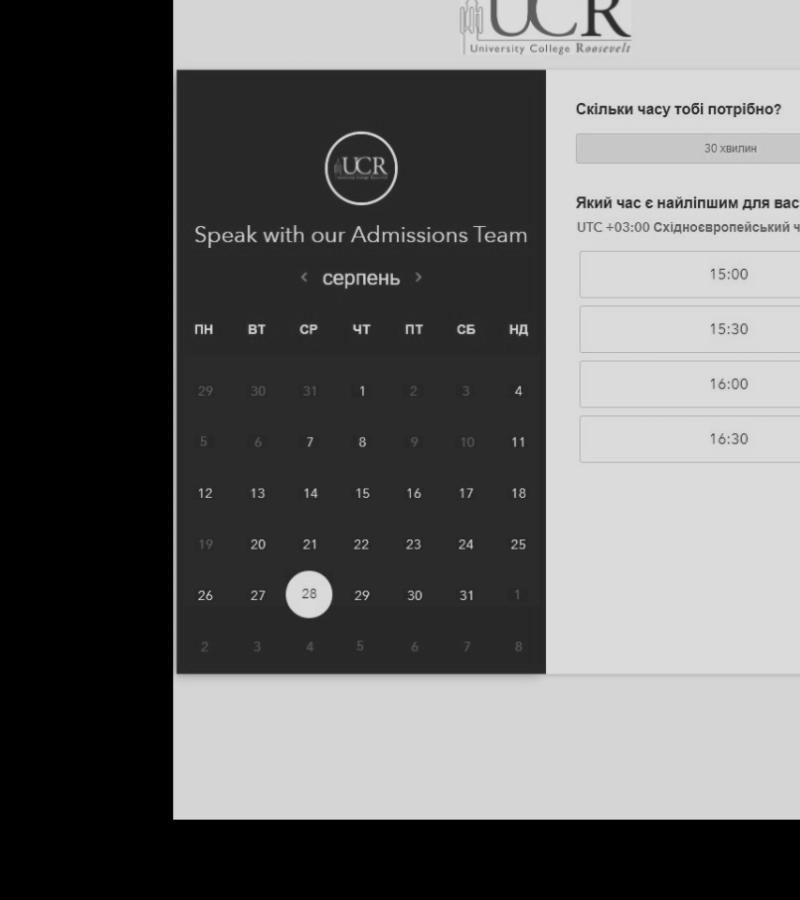 UCR
University College Roosevelt
UCR
Speak with our Admissions Team
‹ серпень ›
ПН ВТ СР ЧТ ПТ СБ НД
29 30 31 1 2 3 4
5 6 7 8 9 10 11
12 13 14 15 16 17 18
19 20 21 22 23 24 25
26 27 28 29 30 31 1
2 3 4 5 6 7 8
Скільки часу тобі потрібно?
30 хвилин
Який час є найліпшим для вас
UTC +03:00 Східноєвропейський ч
15:00
15:30
16:00
16:30